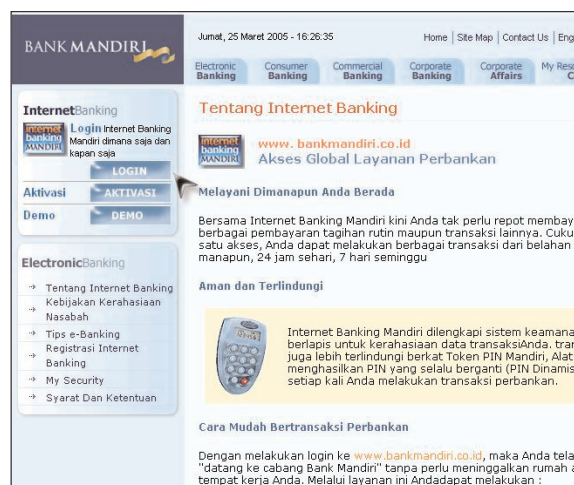 BANK MANDIRI
Jumat, 25 Maret 2005 - 16:26:35
Home | Site Map | Contact Us | Eng
Electronic Banking
Consumer Banking
Commercial Banking
Corporate Banking
Corporate Affairs
My
InternetBanking
internet banking MANDIRI
Login Internet Banking
Mandiri dimana saja dan
kapan saja
LOGIN
Aktivasi AKTIVASI
Demo DEMO
ElectronicBanking
Tentang Internet Banking
Kebijakan Kerahasiaan
Nasabah
Tips e-Banking
Registrasi Internet
Banking
My Security
Syarat Dan Ketentuan
Tentang Internet Banking
internet banking MANDIRI
www. bankmandiri.co.id
Akses Global Layanan Perbankan
Melayani Dimanapun Anda Berada
Bersama Internet Banking Mandiri kini Anda tak perlu repot membay
berbagai pembayaran tagihan rutin maupun transaksi lainnya. Cuku
satu akses, Anda dapat melakukan berbagai transaksi dari belahan
manapun, 24 jam sehari, 7 hari seminggu
Aman dan Terlindungi
Internet Banking Mandiri dilengkapi sistem keamana
berlapis untuk kerahasiaan data transaksiAnda. tran
juga lebih terlindungi berkat Token PIN Mandiri, Alat
menghasilkan PIN yang selalu berganti (PIN Dinamis
setiap kali Anda melakukan transaksi perbankan.
Cara Mudah Bertransaksi Perbankan
Dengan melakukan login ke www.bankmandiri.co.id, maka Anda tela
"datang ke cabang Bank Mandiri" tanpa perlu meninggalkan rumah a
tempat kerja Anda. Melalui layanan ini Andadapat melakukan :